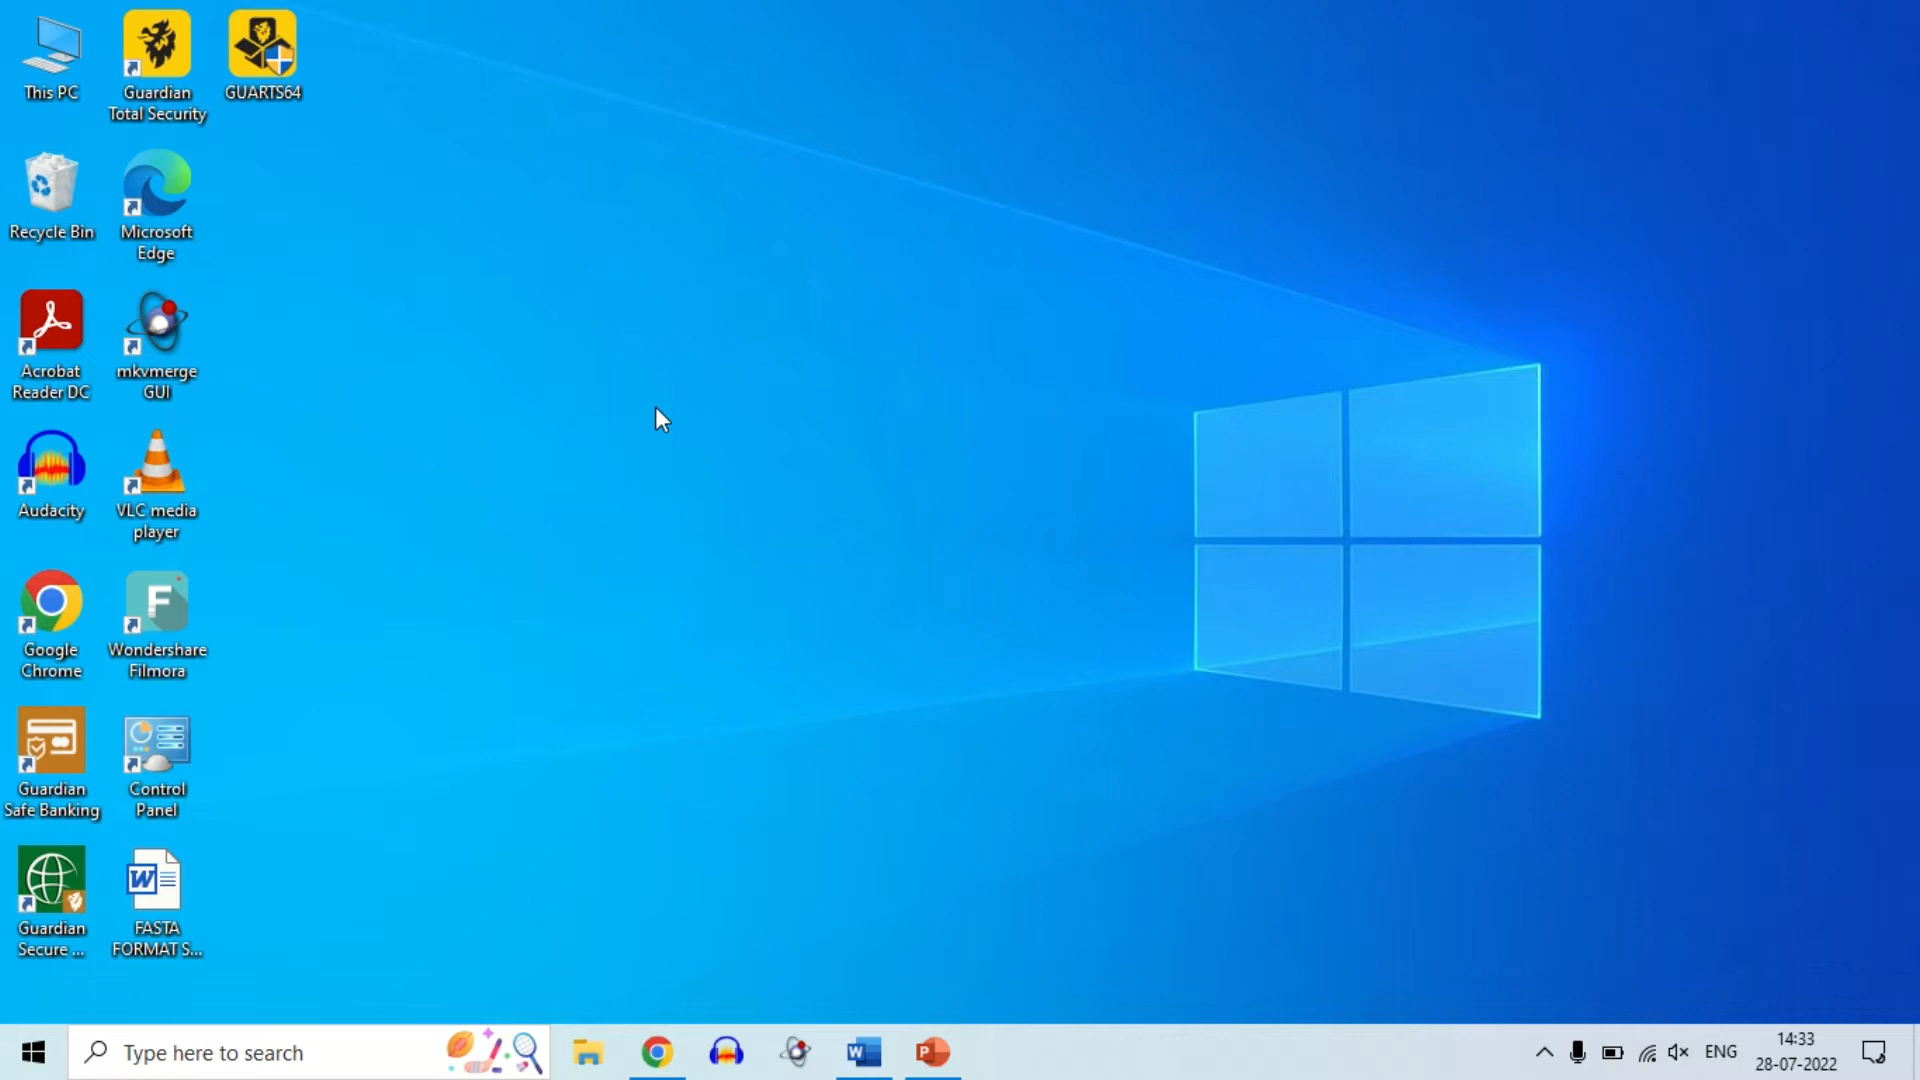 This PC
Guardian
Total Security
GUARTS64
Recycle Bin
Microsoft
Edge
Acrobat
Reader DC
mkvmerge
GUI
Audacity
VLC media
player
Google
Chrome
Wondershare
Filmora
Guardian
Safe Banking
Control
Panel
Guardian
Secure ...
FASTA
FORMAT S...
Type here to search
ENG
14:33
28-07-2022